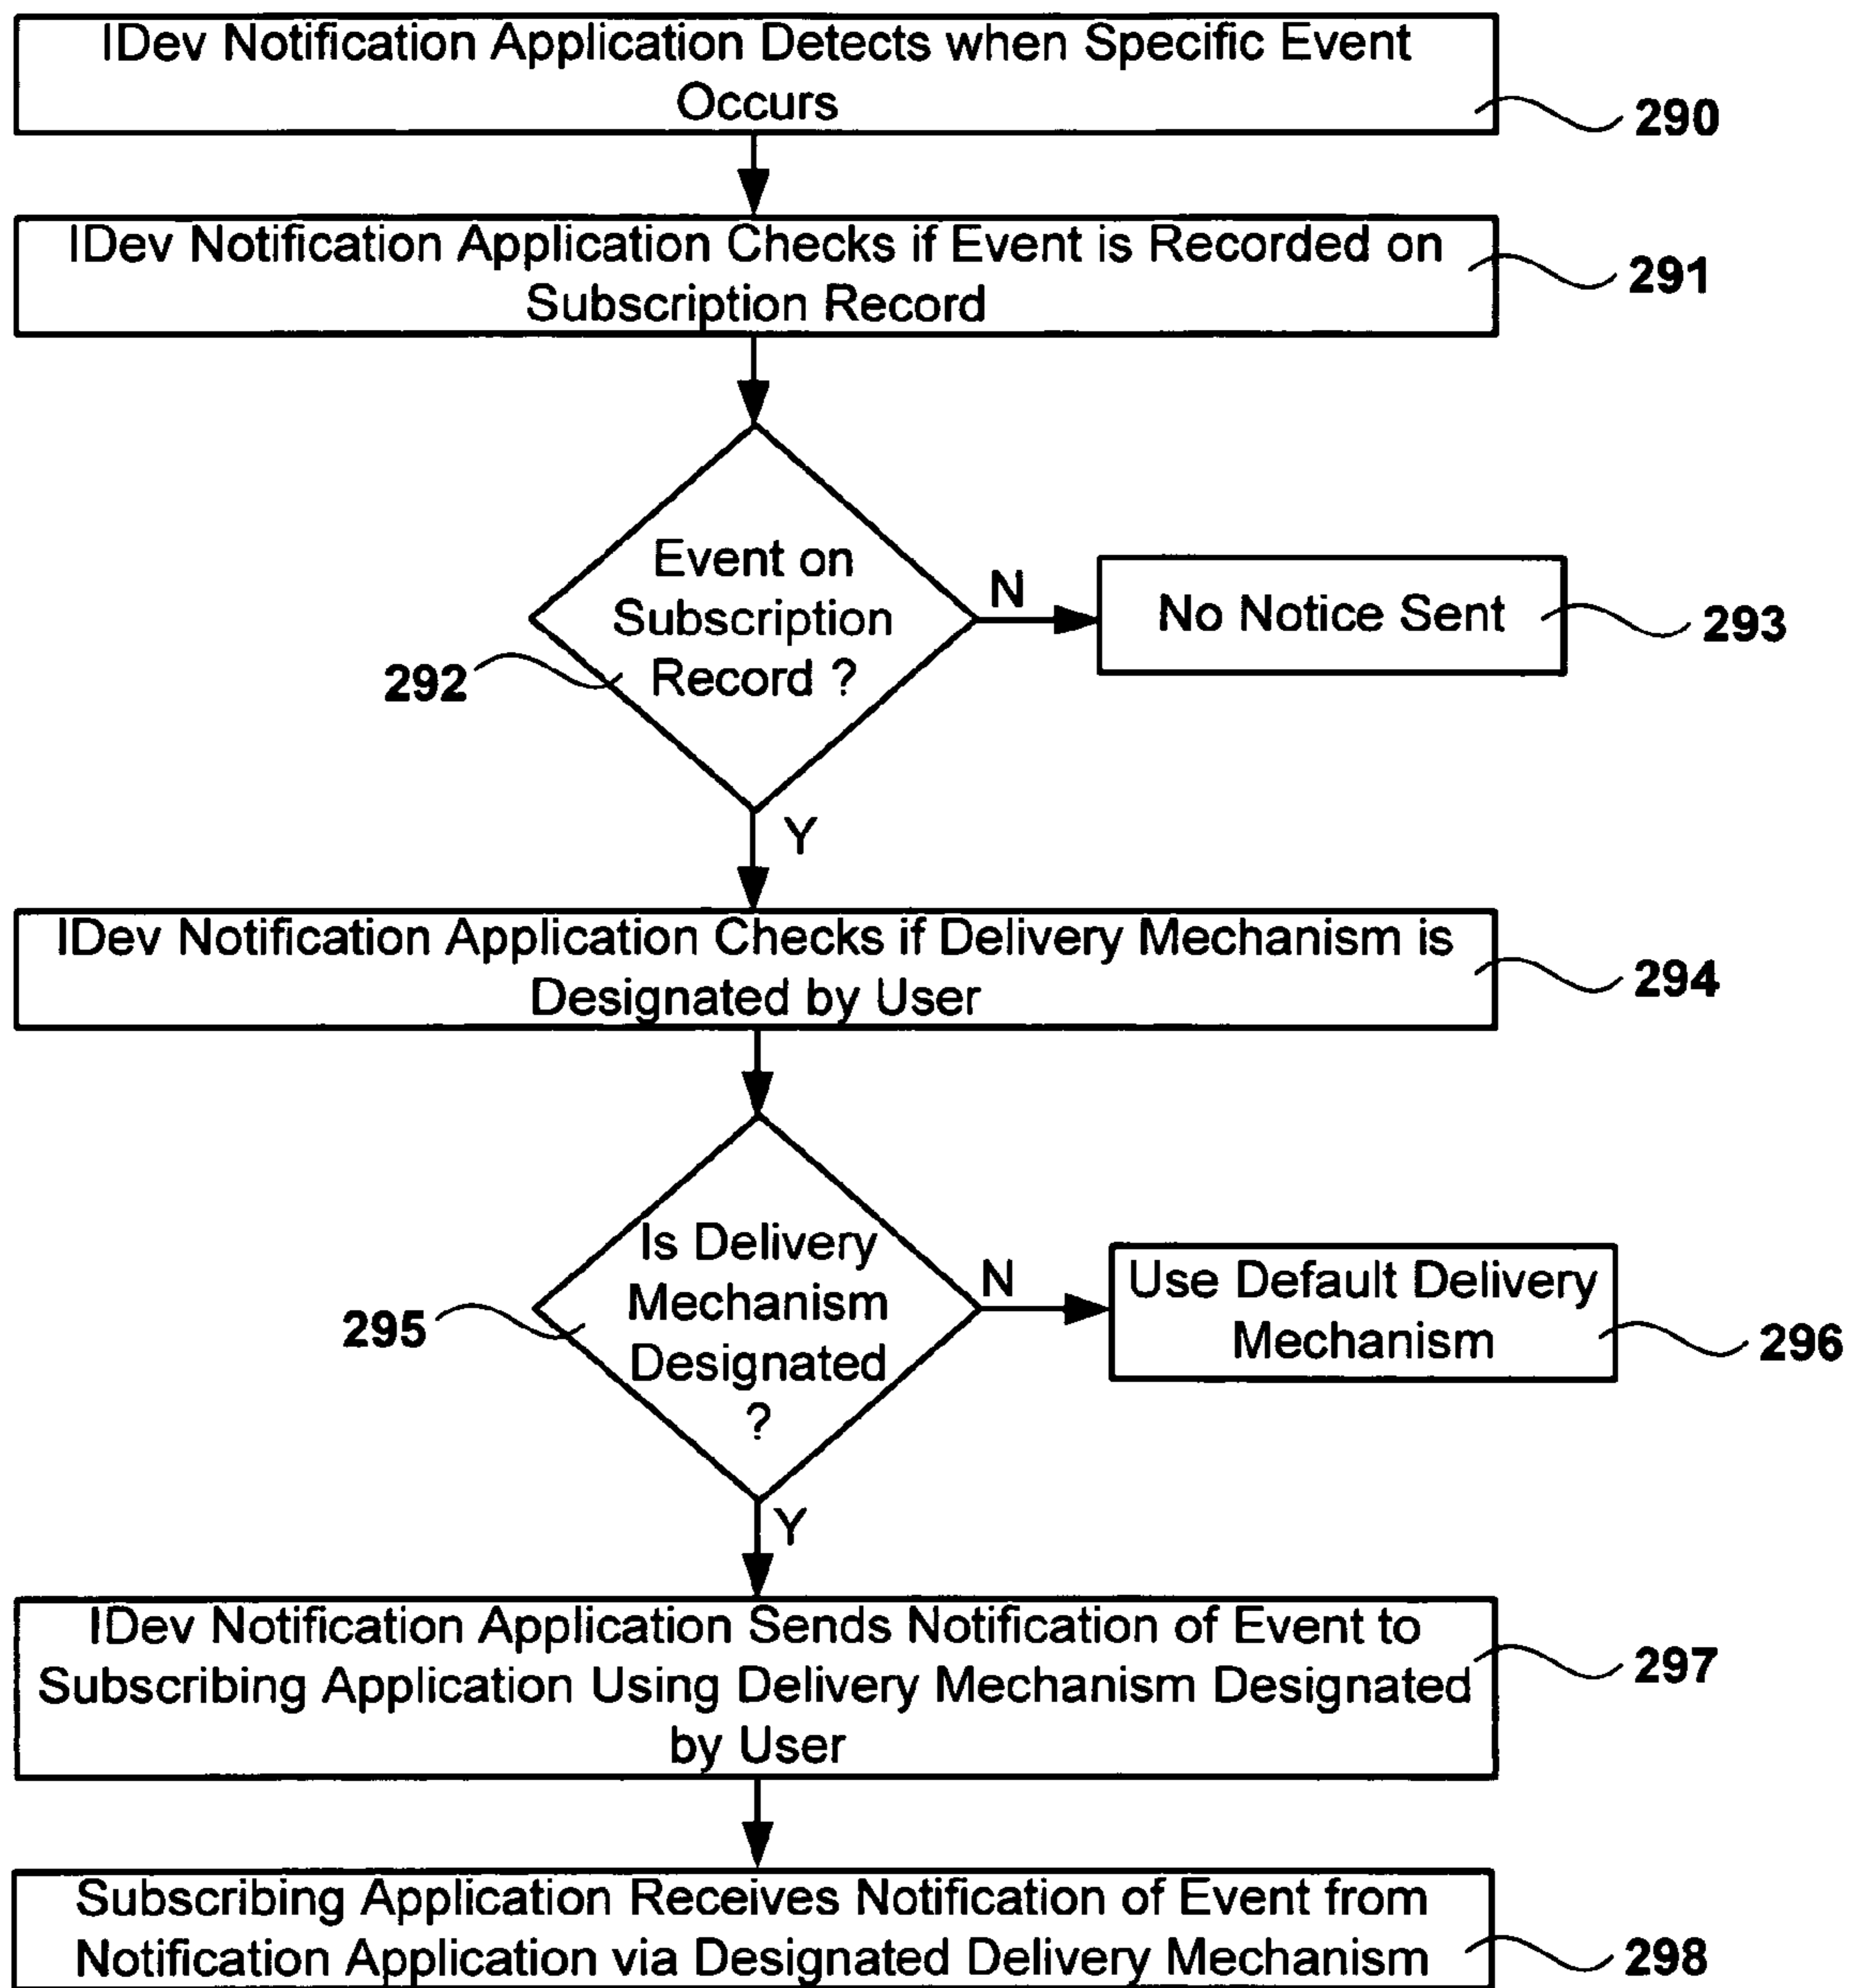 IDev Notification Application Detects when Specific Event
Occurs
290
IDev Notification Application Checks if Event is Recorded on
Subscription Record
291
Event on
Subscription
Record ?
292
N
No Notice Sent
293
Y
IDev Notification Application Checks if Delivery Mechanism is
Designated by User
294
Is Delivery
Mechanism
Designated
?
295
N
Use Default Delivery
Mechanism
296
Y
IDev Notification Application Sends Notification of Event to
Subscribing Application Using Delivery Mechanism Designated
by User
297
Subscribing Application Receives Notification of Event from
Notification Application via Designated Delivery Mechanism
298